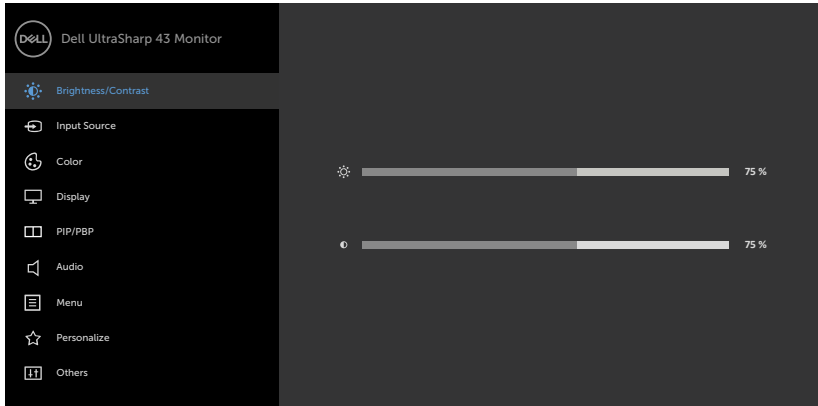 DELL
Dell UltraSharp 43 Monitor
Brightness/Contrast
Input Source
Color
Display
PIP/PBP
Audio
Menu
Personalize
Others
75 %
75 %